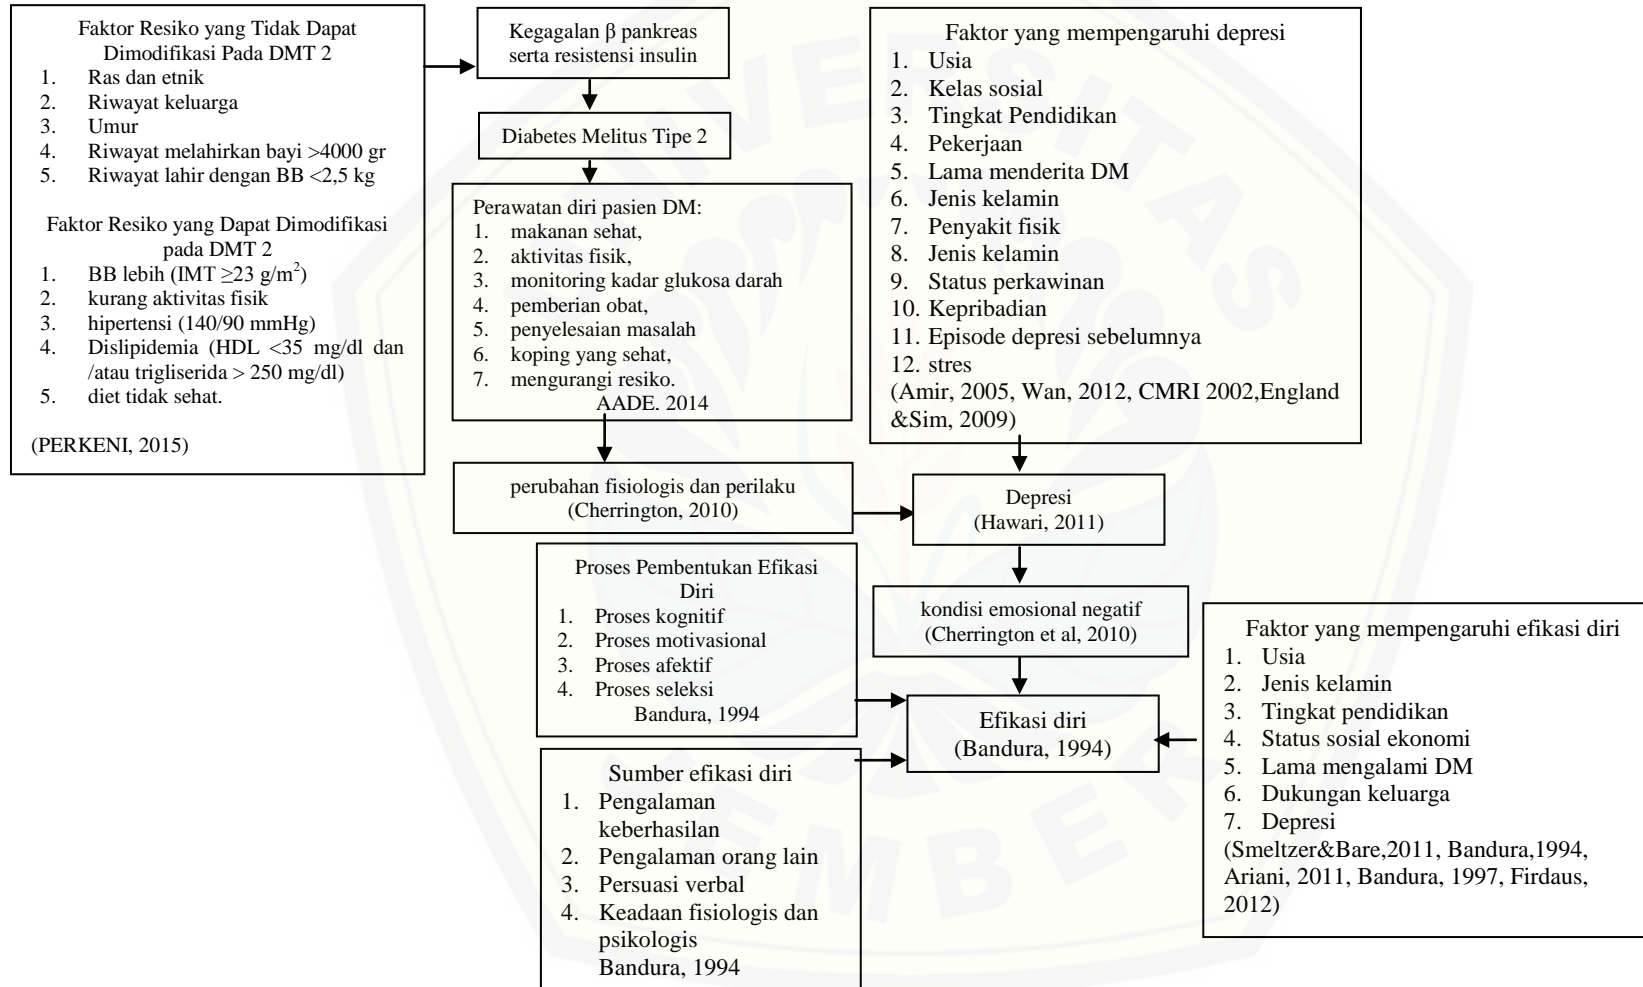 Faktor Resiko yang Tidak Dapat
Dimodifikasi Pada DMT 2
1. Ras dan etnik
2. Riwayat keluarga
3. Umur
4. Riwayat melahirkan bayi >4000 gr
5. Riwayat lahir dengan BB <2,5 kg
Faktor Resiko yang Dapat Dimodifikasi
pada DMT 2
1. BB lebih (IMT ≥23 g/m²)
2. kurang aktivitas fisik
3. hipertensi (140/90 mmHg)
4. Dislipidemia (HDL <35 mg/dl dan
/atau trigliserida > 250 mg/dl)
5. diet tidak sehat.
(PERKENI, 2015)
Kegagalan β pankreas
serta resistensi insulin
Diabetes Melitus Tipe 2
Perawatan diri pasien DM:
1. makanan sehat,
2. aktivitas fisik,
3. monitoring kadar glukosa darah
4. pemberian obat,
5. penyelesaian masalah
6. koping yang sehat,
7. mengurangi resiko.
AADE. 2014
perubahan fisiologis dan perilaku
(Cherrington, 2010)
Faktor yang mempengaruhi depresi
1. Usia
2. Kelas sosial
3. Tingkat Pendidikan
4. Pekerjaan
5. Lama menderita DM
6. Jenis kelamin
7. Penyakit fisik
8. Jenis kelamin
9. Status perkawinan
10. Kepribadian
11. Episode depresi sebelumnya
12. stres
(Amir, 2005, Wan, 2012, CMRI 2002,England
&Sim, 2009)
Depresi
(Hawari, 2011)
kondisi emosional negatif
(Cherrington et al, 2010)
Proses Pembentukan Efikasi
Diri
1. Proses kognitif
2. Proses motivasional
3. Proses afektif
4. Proses seleksi
Bandura, 1994
Efikasi diri
(Bandura, 1994)
Sumber efikasi diri
1. Pengalaman
keberhasilan
2. Pengalaman orang lain
3. Persuasi verbal
4. Keadaan fisiologis dan
psikologis
Bandura, 1994
Faktor yang mempengaruhi efikasi diri
1. Usia
2. Jenis kelamin
3. Tingkat pendidikan
4. Status sosial ekonomi
5. Lama mengalami DM
6. Dukungan keluarga
7. Depresi
(Smeltzer&Bare,2011, Bandura,1994,
Ariani, 2011, Bandura, 1997, Firdaus,
2012)
UNIVERSITAS
JEMBER